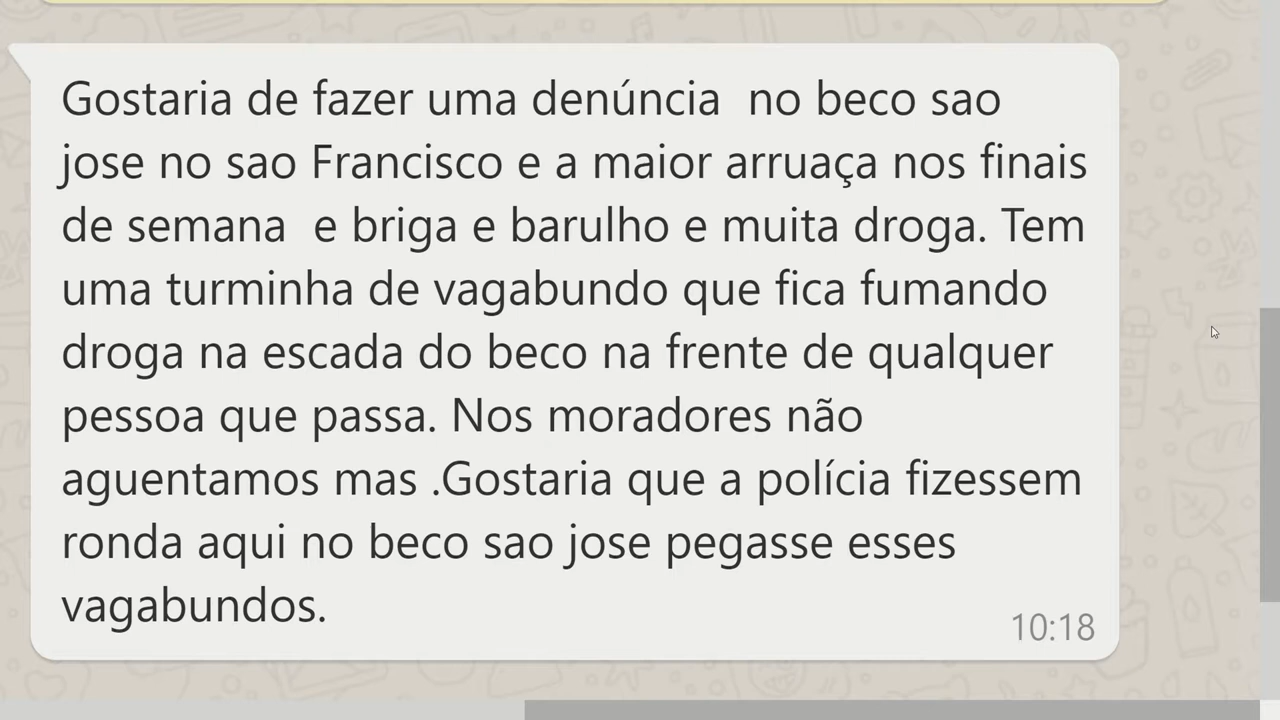 Gostaria de fazer uma denúncia  no beco sao
jose no sao Francisco e a maior arruaça nos finais
de semana  e briga e barulho e muita droga. Tem
uma turminha de vagabundo que fica fumando
droga na escada do beco na frente de qualquer
pessoa que passa. Nos moradores não
aguentamos mas .Gostaria que a polícia fizessem
ronda aqui no beco sao jose pegasse esses
vagabundos.
10:18